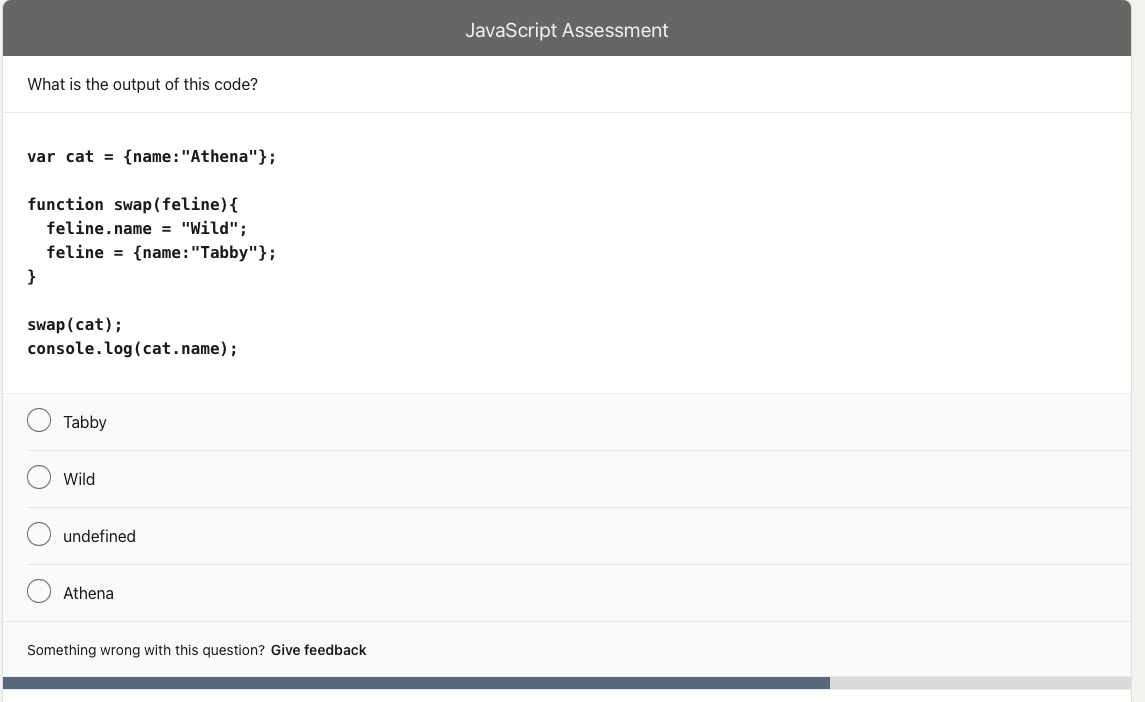 JavaScript Assessment
What is the output of this code?
var cat = {name:"Athena"};
function swap(feline){
  feline.name = "Wild";
  feline = {name:"Tabby"};
}
swap(cat);
console.log(cat.name);
Tabby
Wild
undefined
Athena
Something wrong with this question? Give feedback